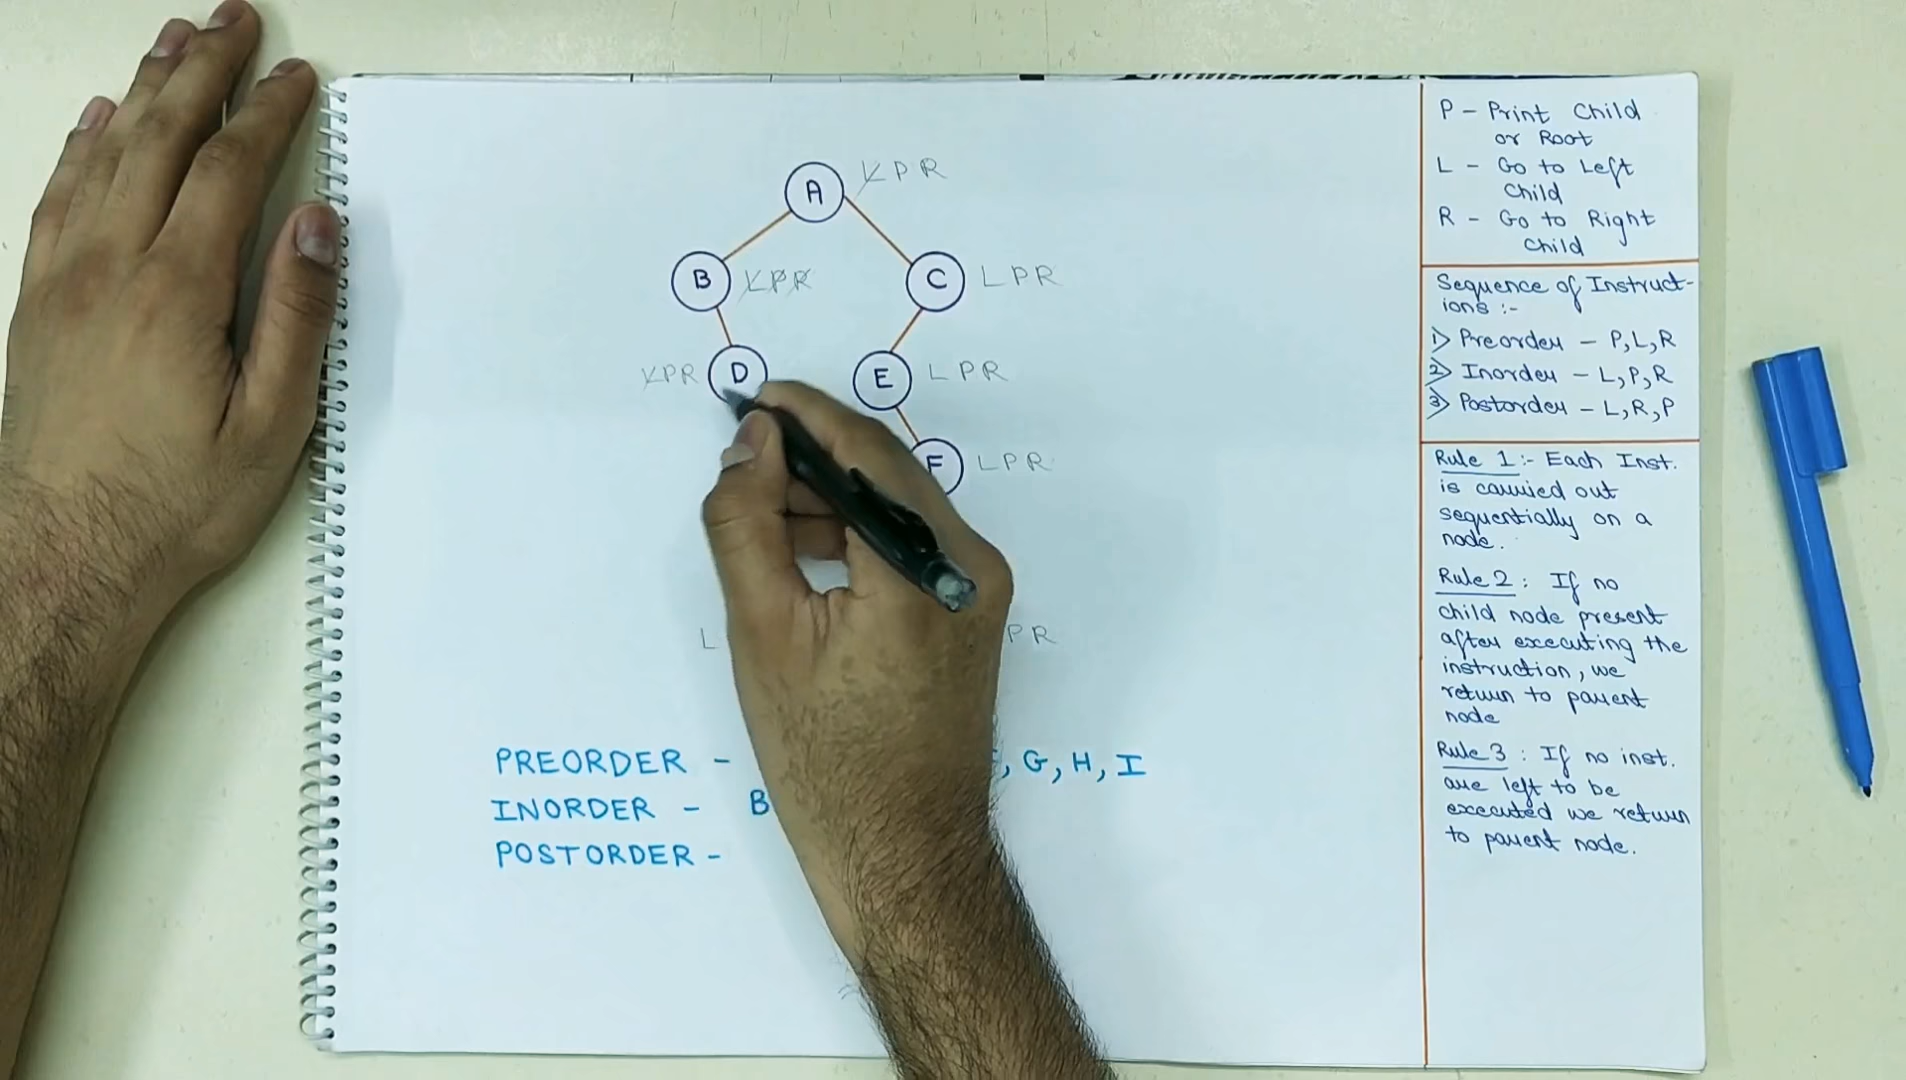 A LPR
B LPR
C LPR
LPR D
E LPR
F LPR
L
PR
PREORDER - , G, H, I
INORDER - B
POSTORDER -
P - Print Child
or Root
L - Go to Left
Child
R - Go to Right
Child
Sequence of Instruct-
ions :-
1> Preorder - P, L, R
2> Inorder - L, P, R
3> Postorder - L, R, P
Rule 1 :- Each Inst.
is carried out
sequentially on a
node.
Rule 2 : If no
child node present
after executing the
instruction, we
return to parent
node
Rule 3 : If no inst.
are left to be
executed we return
to parent node.